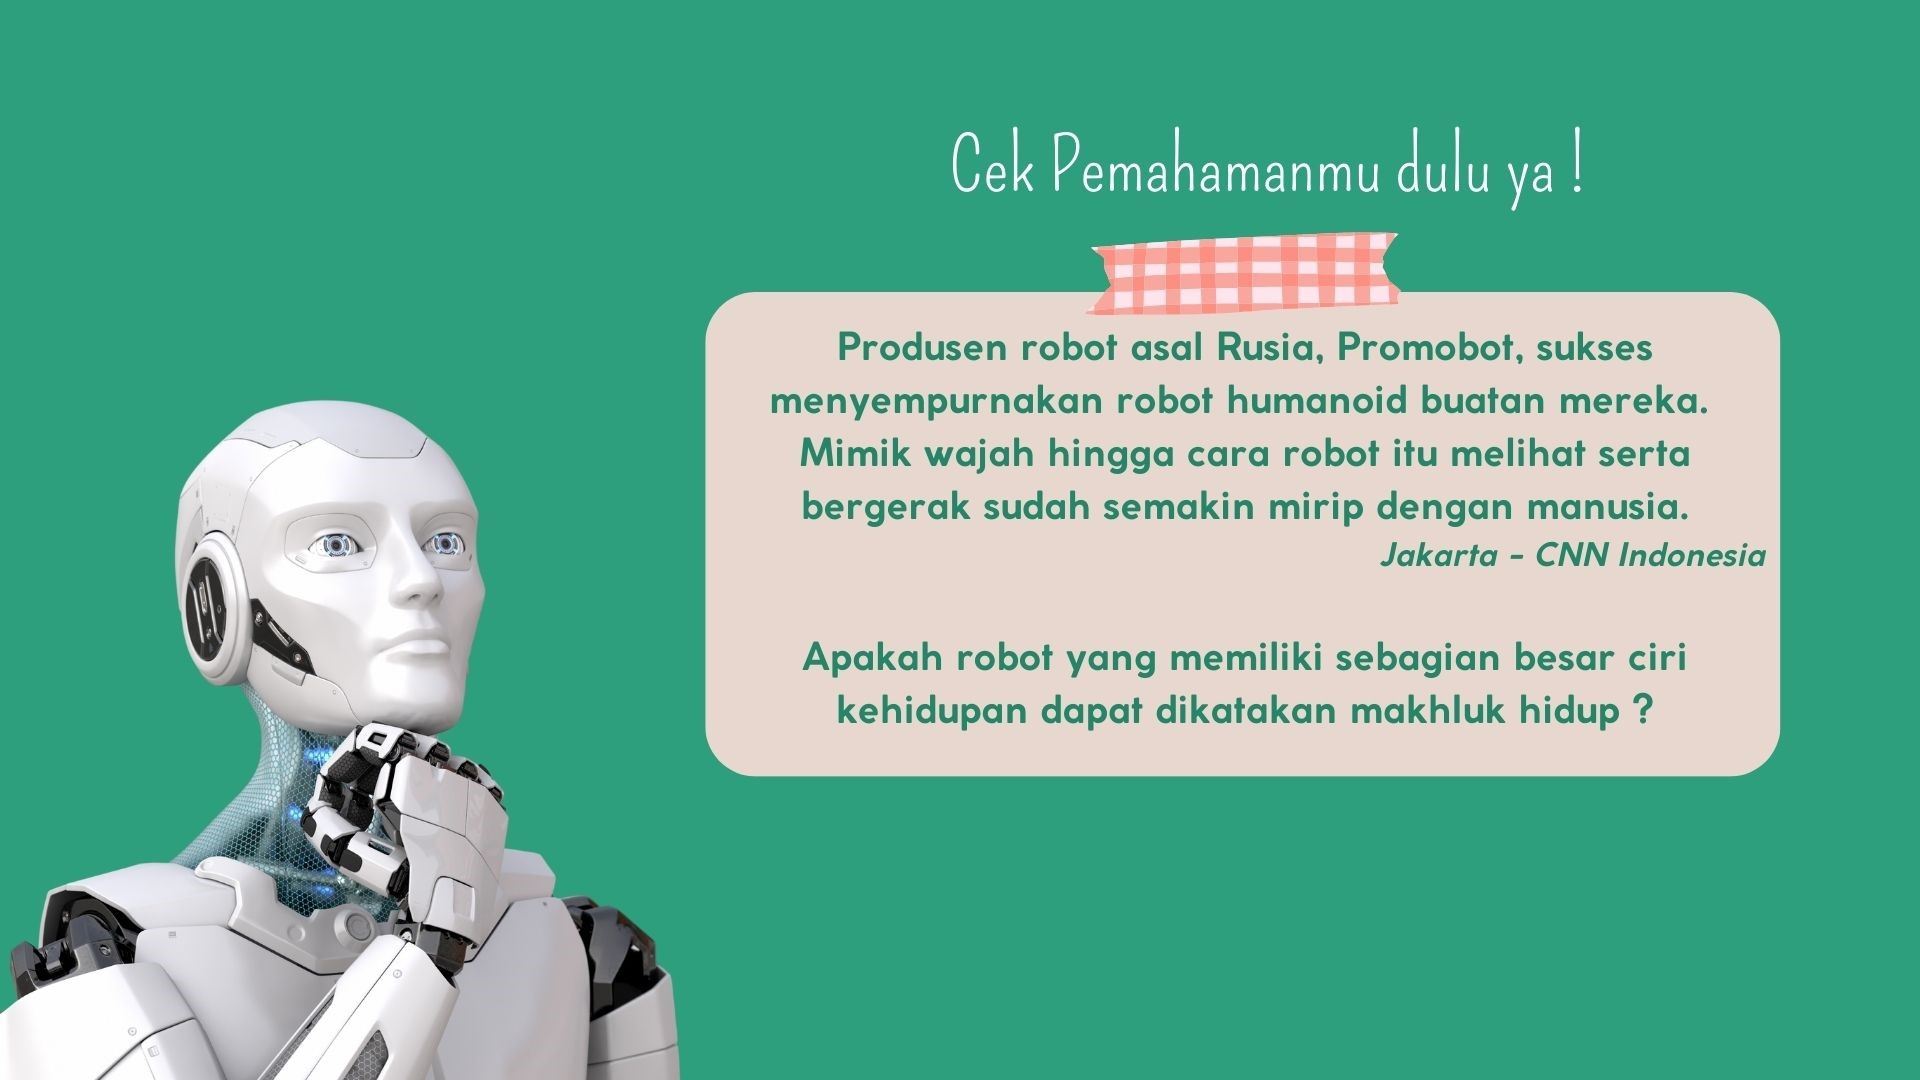 Cek Pemahamanmu dulu ya !
Produsen robot asal Rusia, Promobot, sukses
menyempurnakan robot humanoid buatan mereka.
Mimik wajah hingga cara robot itu melihat serta
bergerak sudah semakin mirip dengan manusia.
Jakarta - CNN Indonesia
Apakah robot yang memiliki sebagian besar ciri
kehidupan dapat dikatakan makhluk hidup ?